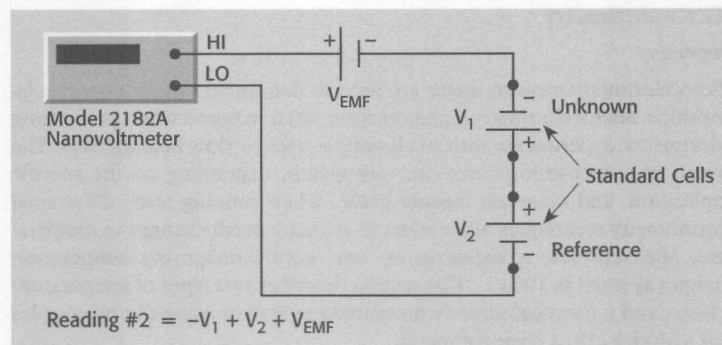 HI
LO
+ −
V_EMF
Model 2182A
Nanovoltmeter
−
V₁
Unknown
+
Standard Cells
+
V₂
−
Reference
Reading #2 = −V₁ + V₂ + V_EMF